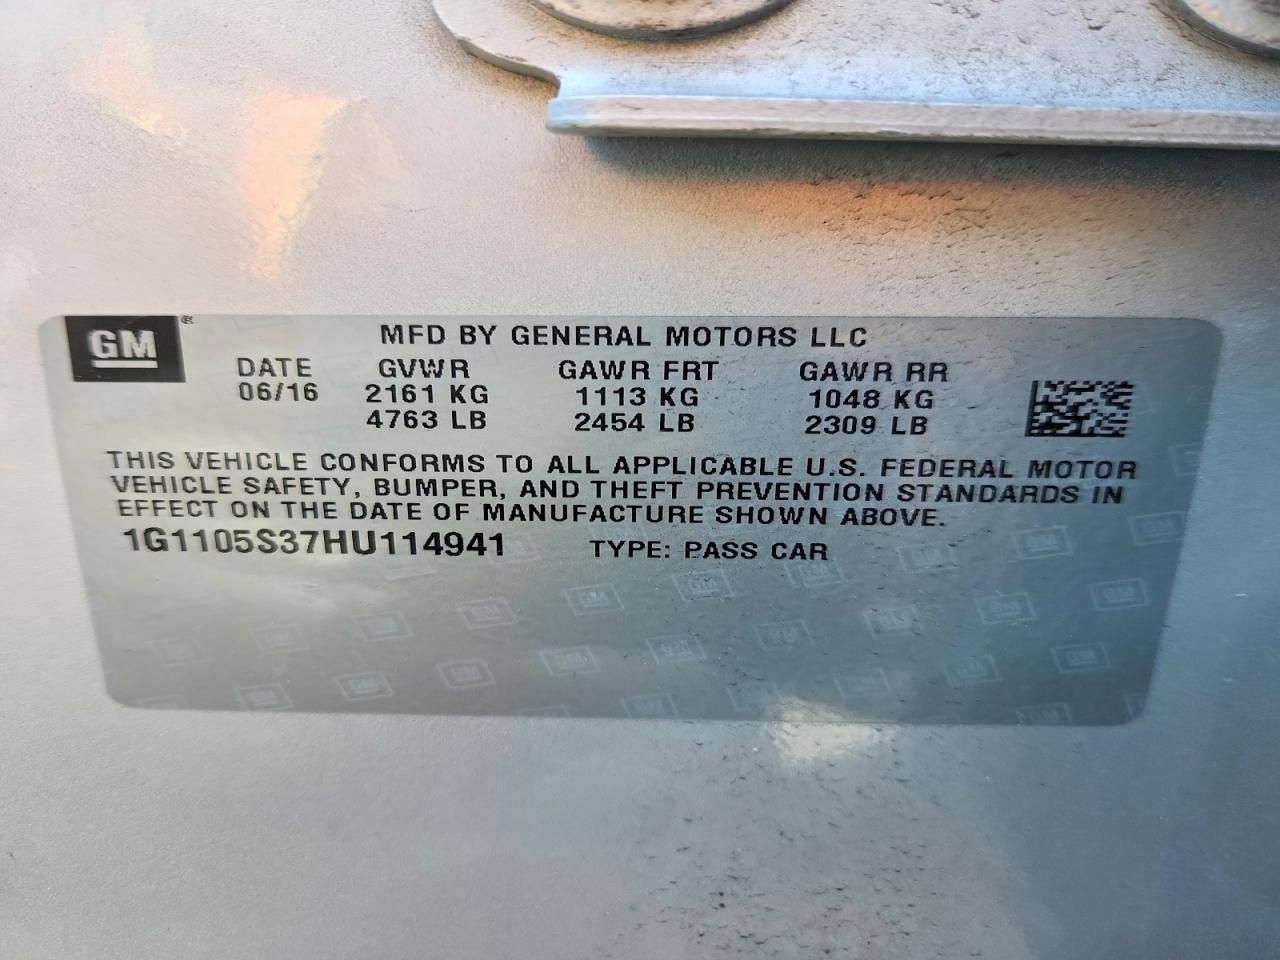 GM ®
MFD BY GENERAL MOTORS LLC
DATE GVWR GAWR FRT GAWR RR
06/16 2161 KG 1113 KG 1048 KG
4763 LB 2454 LB 2309 LB
THIS VEHICLE CONFORMS TO ALL APPLICABLE U.S. FEDERAL MOTOR
VEHICLE SAFETY, BUMPER, AND THEFT PREVENTION STANDARDS IN
EFFECT ON THE DATE OF MANUFACTURE SHOWN ABOVE.
1G1105S37HU114941 TYPE: PASS CAR